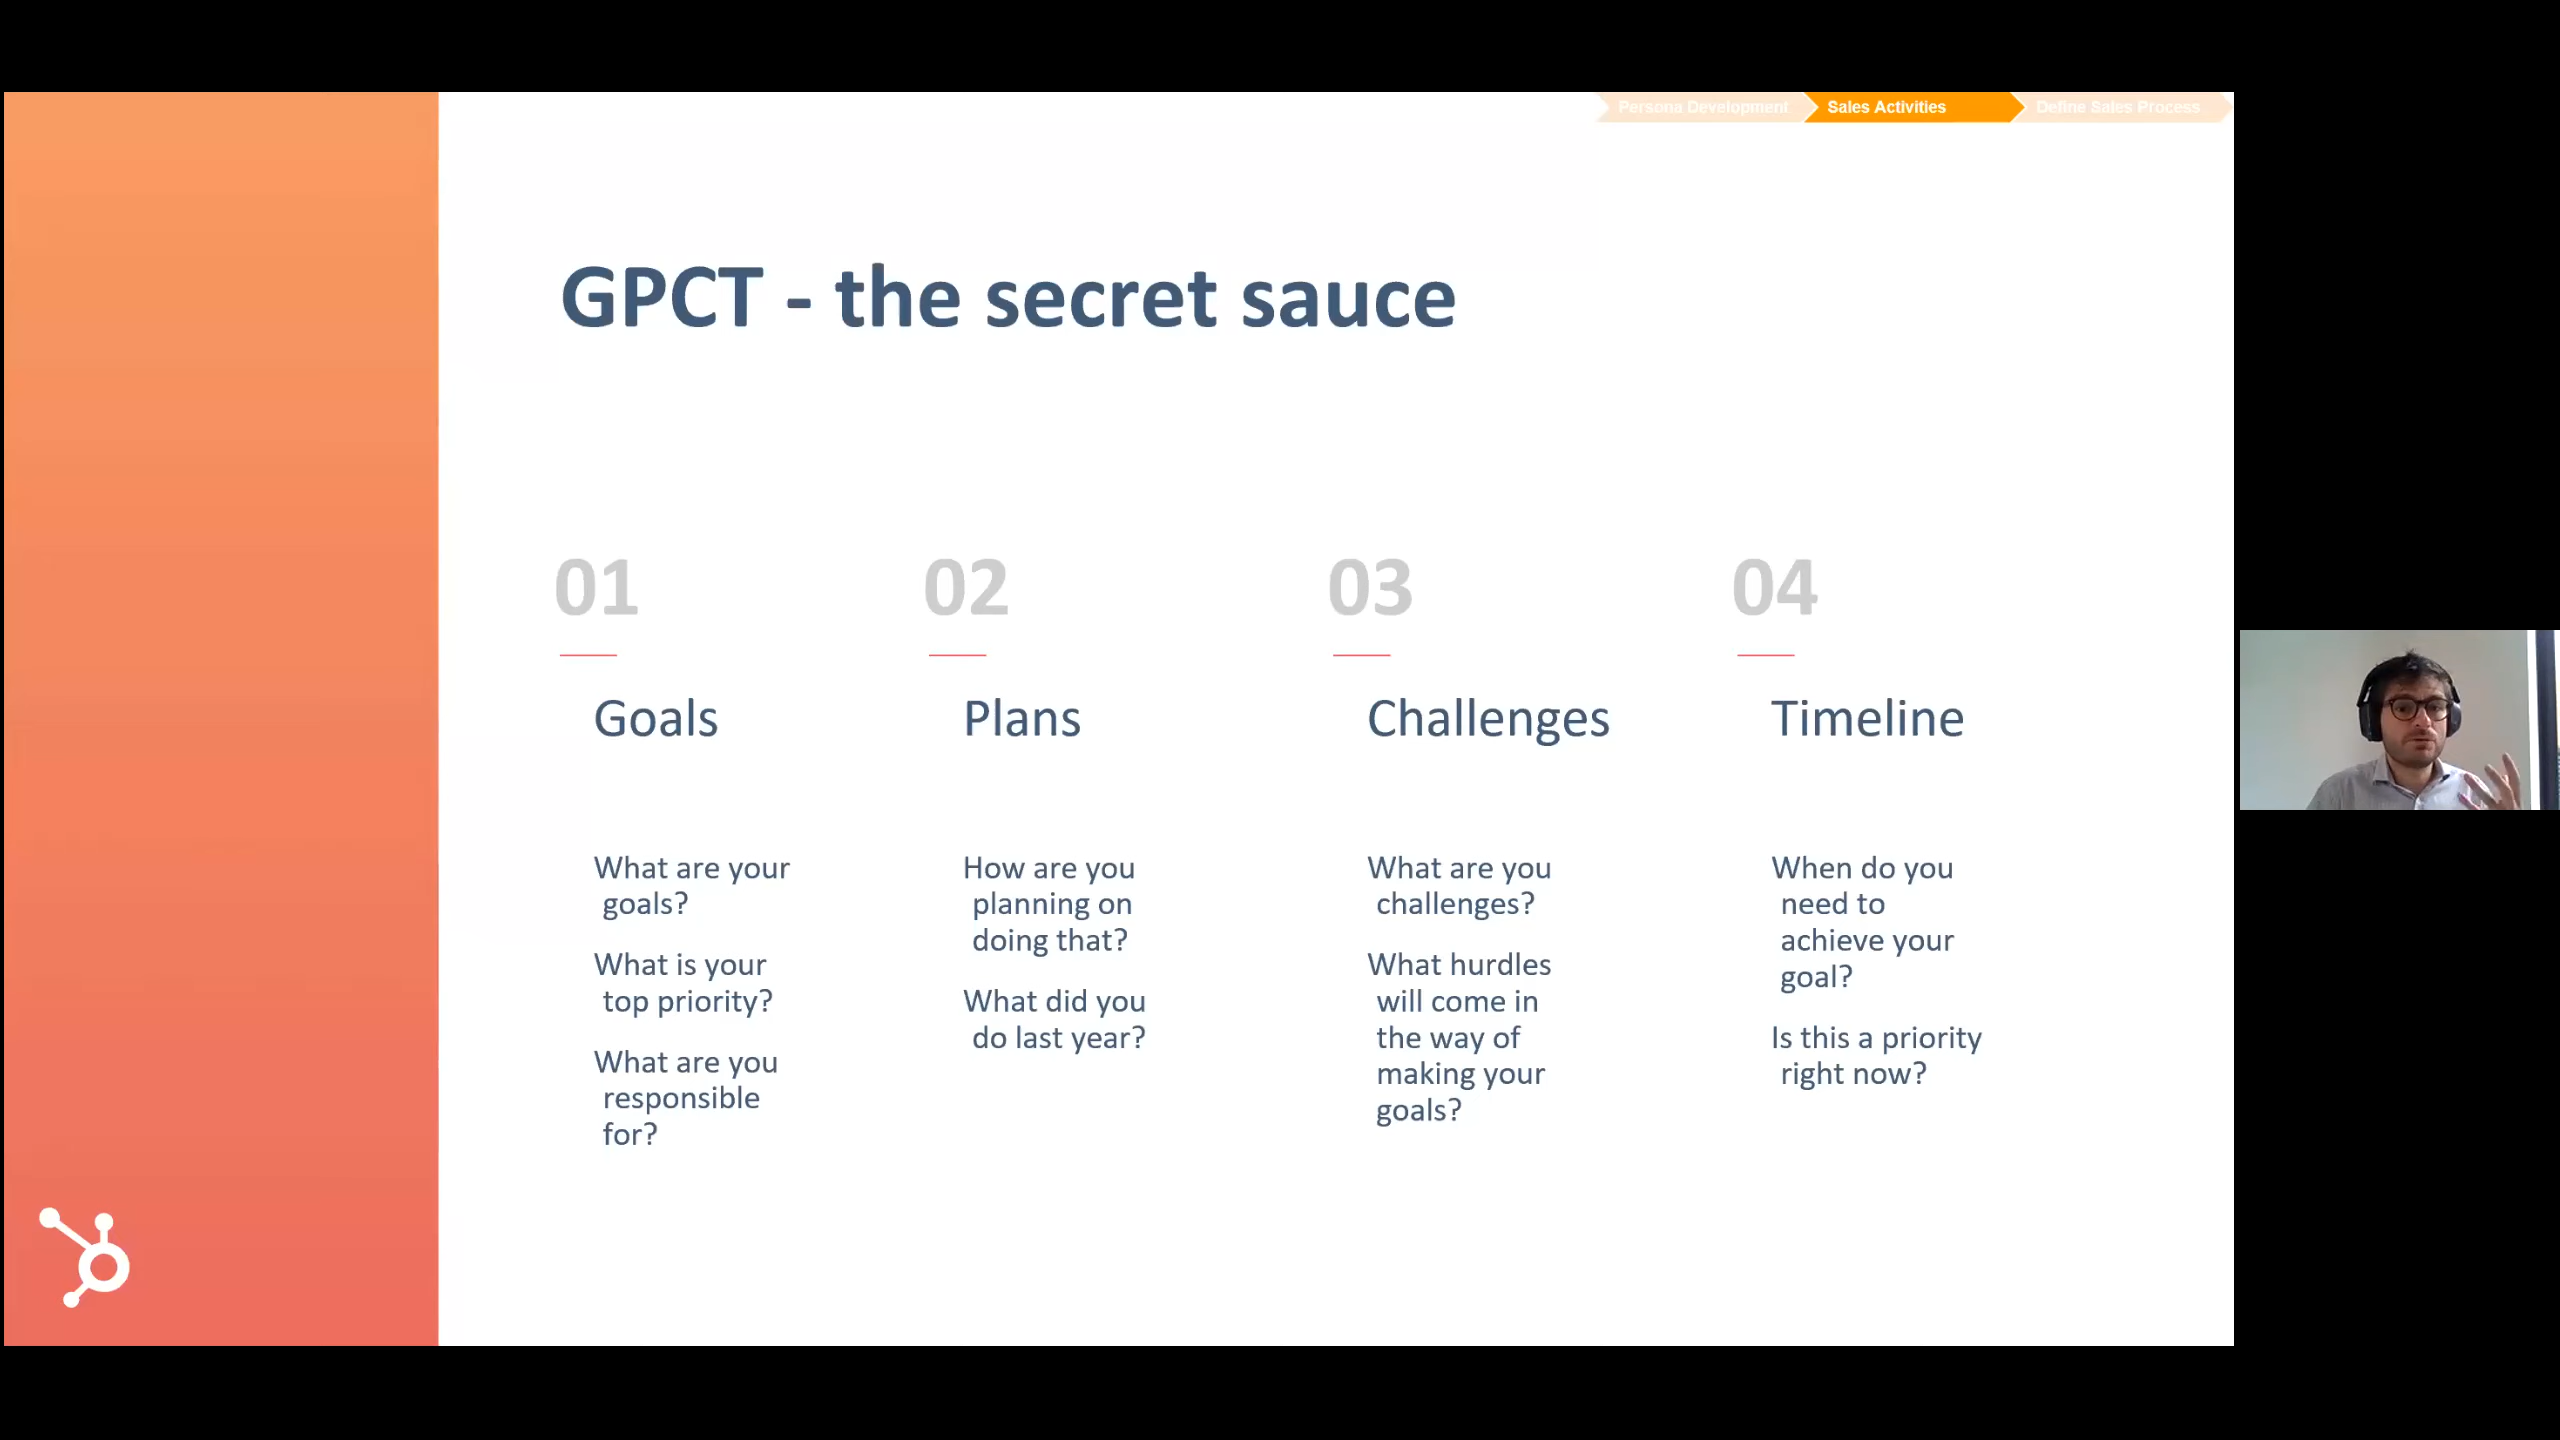 Persona Development
Sales Activities
Define Sales Process
GPCT - the secret sauce
01
Goals
What are your
goals?
What is your
top priority?
What are you
responsible
for?
02
Plans
How are you
planning on
doing that?
What did you
do last year?
03
Challenges
What are you
challenges?
What hurdles
will come in
the way of
making your
goals?
04
Timeline
When do you
need to
achieve your
goal?
Is this a priority
right now?